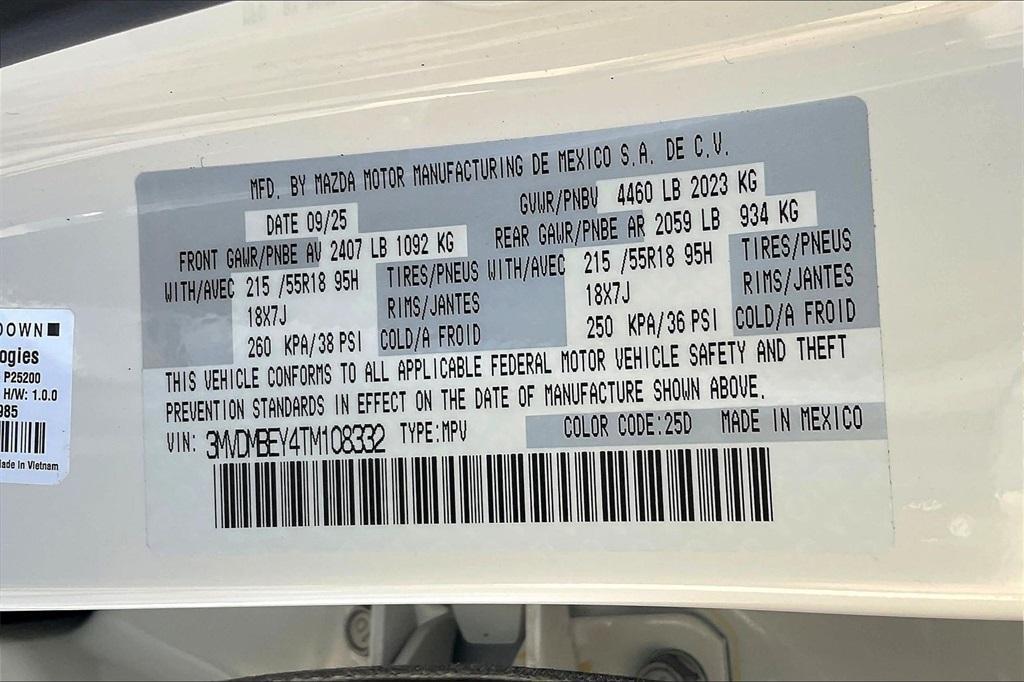 MFD. BY MAZDA MOTOR MANUFACTURING DE MEXICO S.A. DE C.V.
DATE 09/25 GVWR/PNBV 4460 LB 2023 KG
FRONT GAWR/PNBE AV 2407 LB 1092 KG REAR GAWR/PNBE AR 2059 LB 934 KG
WITH/AVEC 215 /55R18 95H TIRES/PNEUS WITH/AVEC 215 /55R18 95H TIRES/PNEUS
18X7J RIMS/JANTES 18X7J RIMS/JANTES
260 KPA/38 PSI COLD/A FROID 250 KPA/36 PSI COLD/A FROID
THIS VEHICLE CONFORMS TO ALL APPLICABLE FEDERAL MOTOR VEHICLE SAFETY AND THEFT
PREVENTION STANDARDS IN EFFECT ON THE DATE OF MANUFACTURE SHOWN ABOVE.
VIN: 3MVDMBEY4TM108332 TYPE:MPV COLOR CODE:25D MADE IN MEXICO
DOWN
ogies
P25200
H/W: 1.0.0
985
Made in Vietnam